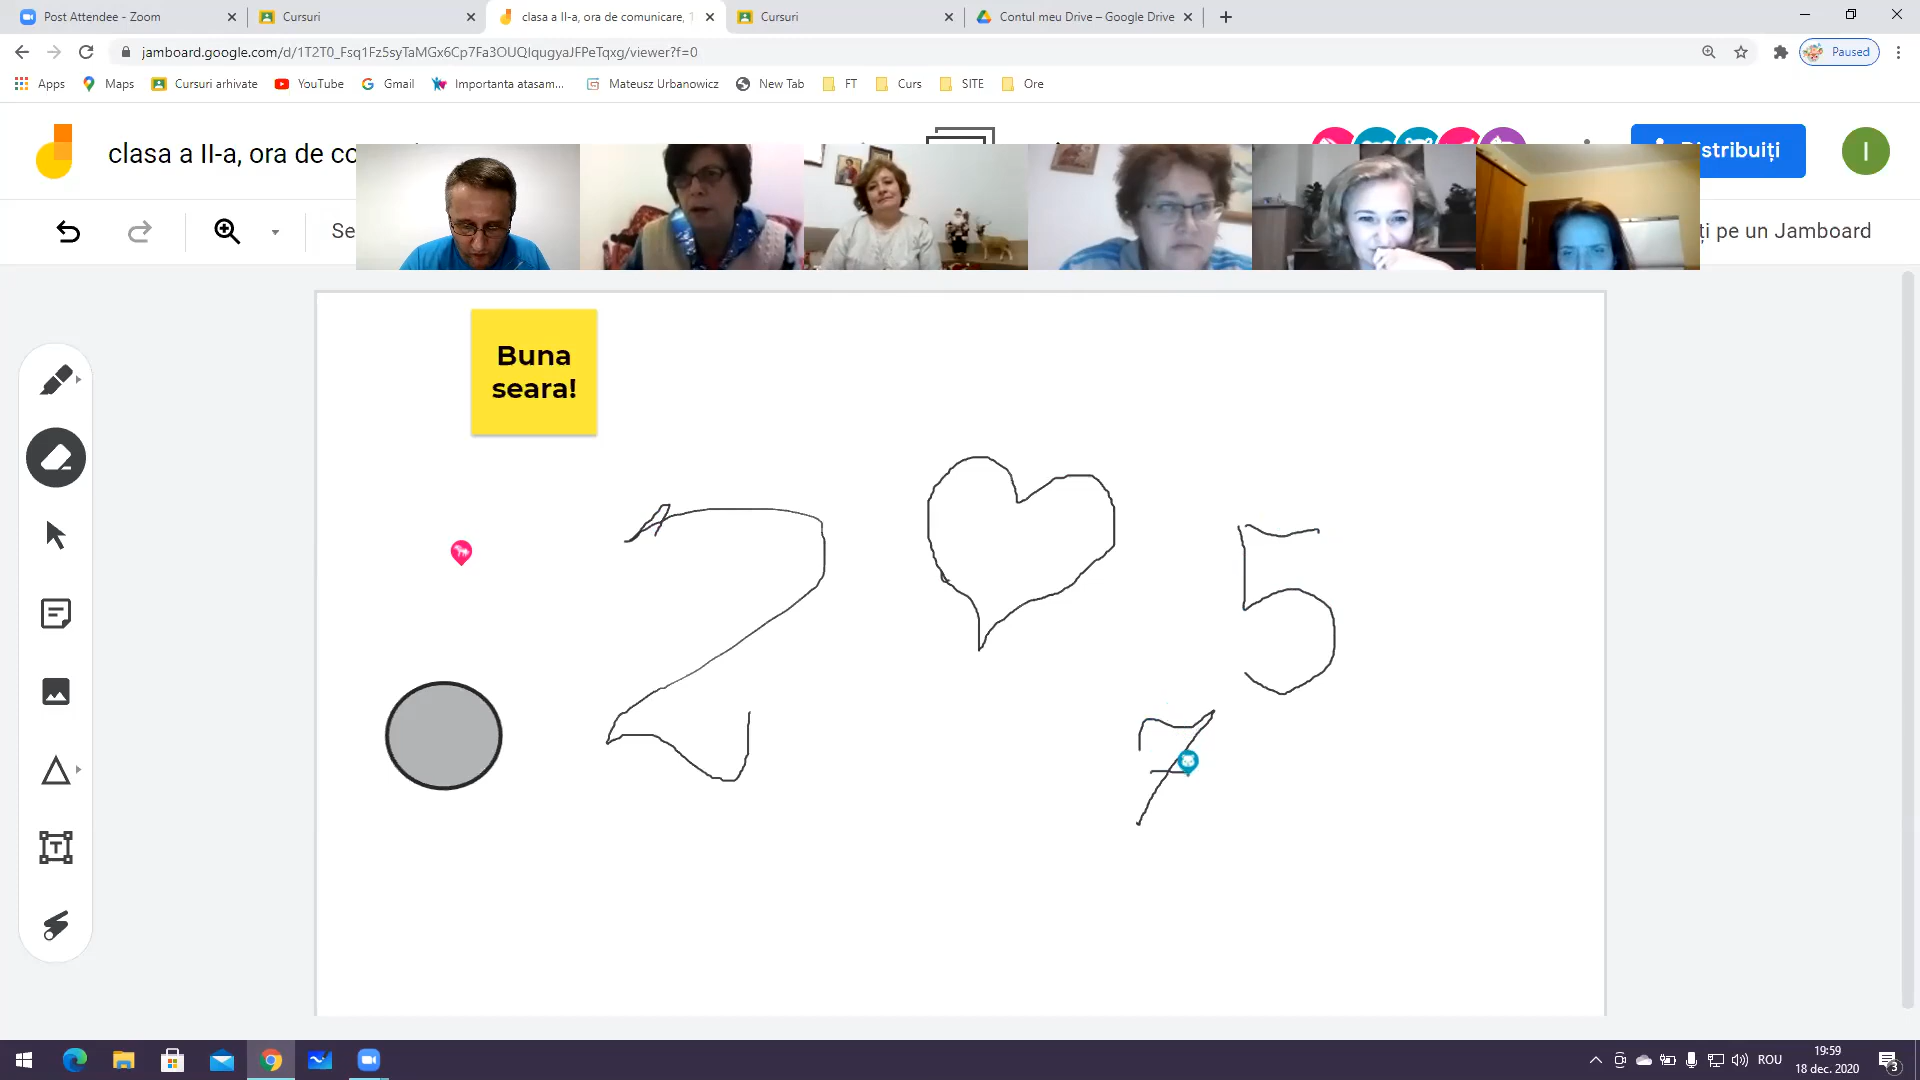 Post Attendee - Zoom
Cursuri
clasa a II-a, ora de comunicare,
Cursuri
Contul meu Drive – Google Drive
jamboard.google.com/d/1T2T0_Fsq1Fz5syTaMGx6Cp7Fa3OUQIqugyaJFPeTqxg/viewer?f=0
Paused
Apps
Maps
Cursuri arhivate
YouTube
Gmail
Importanta atasam...
Mateusz Urbanowicz
New Tab
FT
Curs
SITE
Ore
clasa a II-a, ora de co
istribuiți
I
Se
ți pe un Jamboard
Buna
seara!
2
5
7
ROU
19:59
18 dec. 2020
3